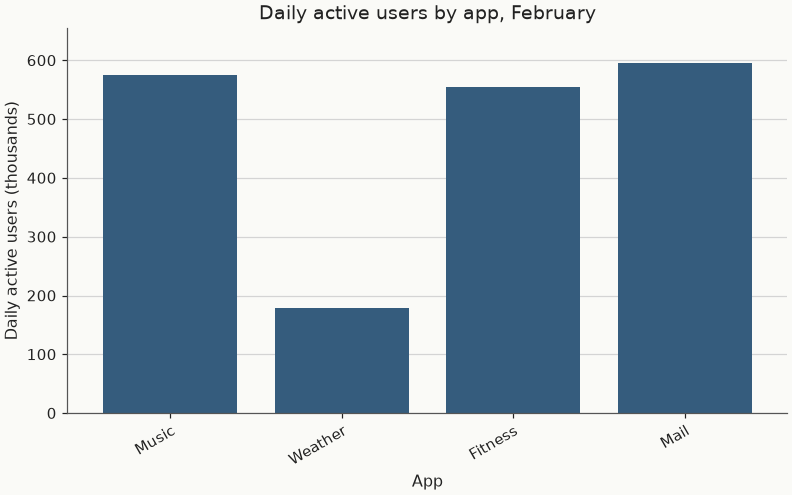 Daily active users by app, February
Daily active users (thousands)
600
500
400
300
200
100
0
Music
Weather
Fitness
Mail
App